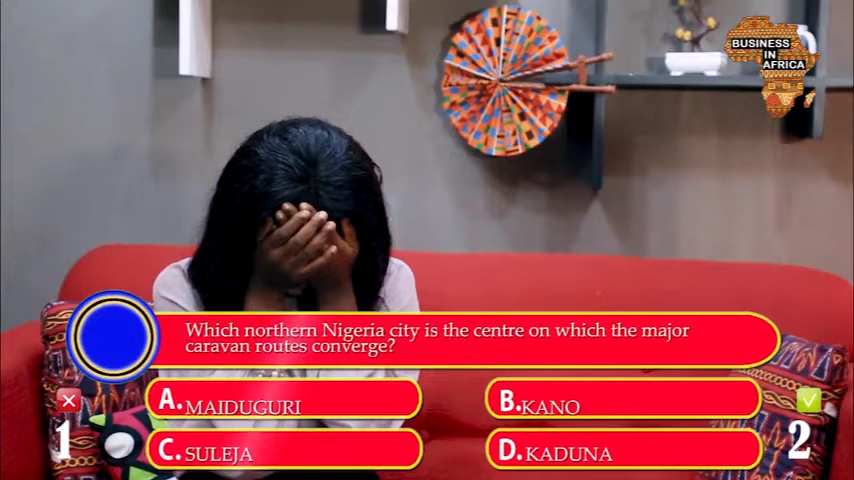 BUSINESS
IN
AFRICA
Which northern Nigeria city is the centre on which the major
caravan routes converge?
A. MAIDUGURI
B. KANO
C. SULEJA
D. KADUNA
1
2